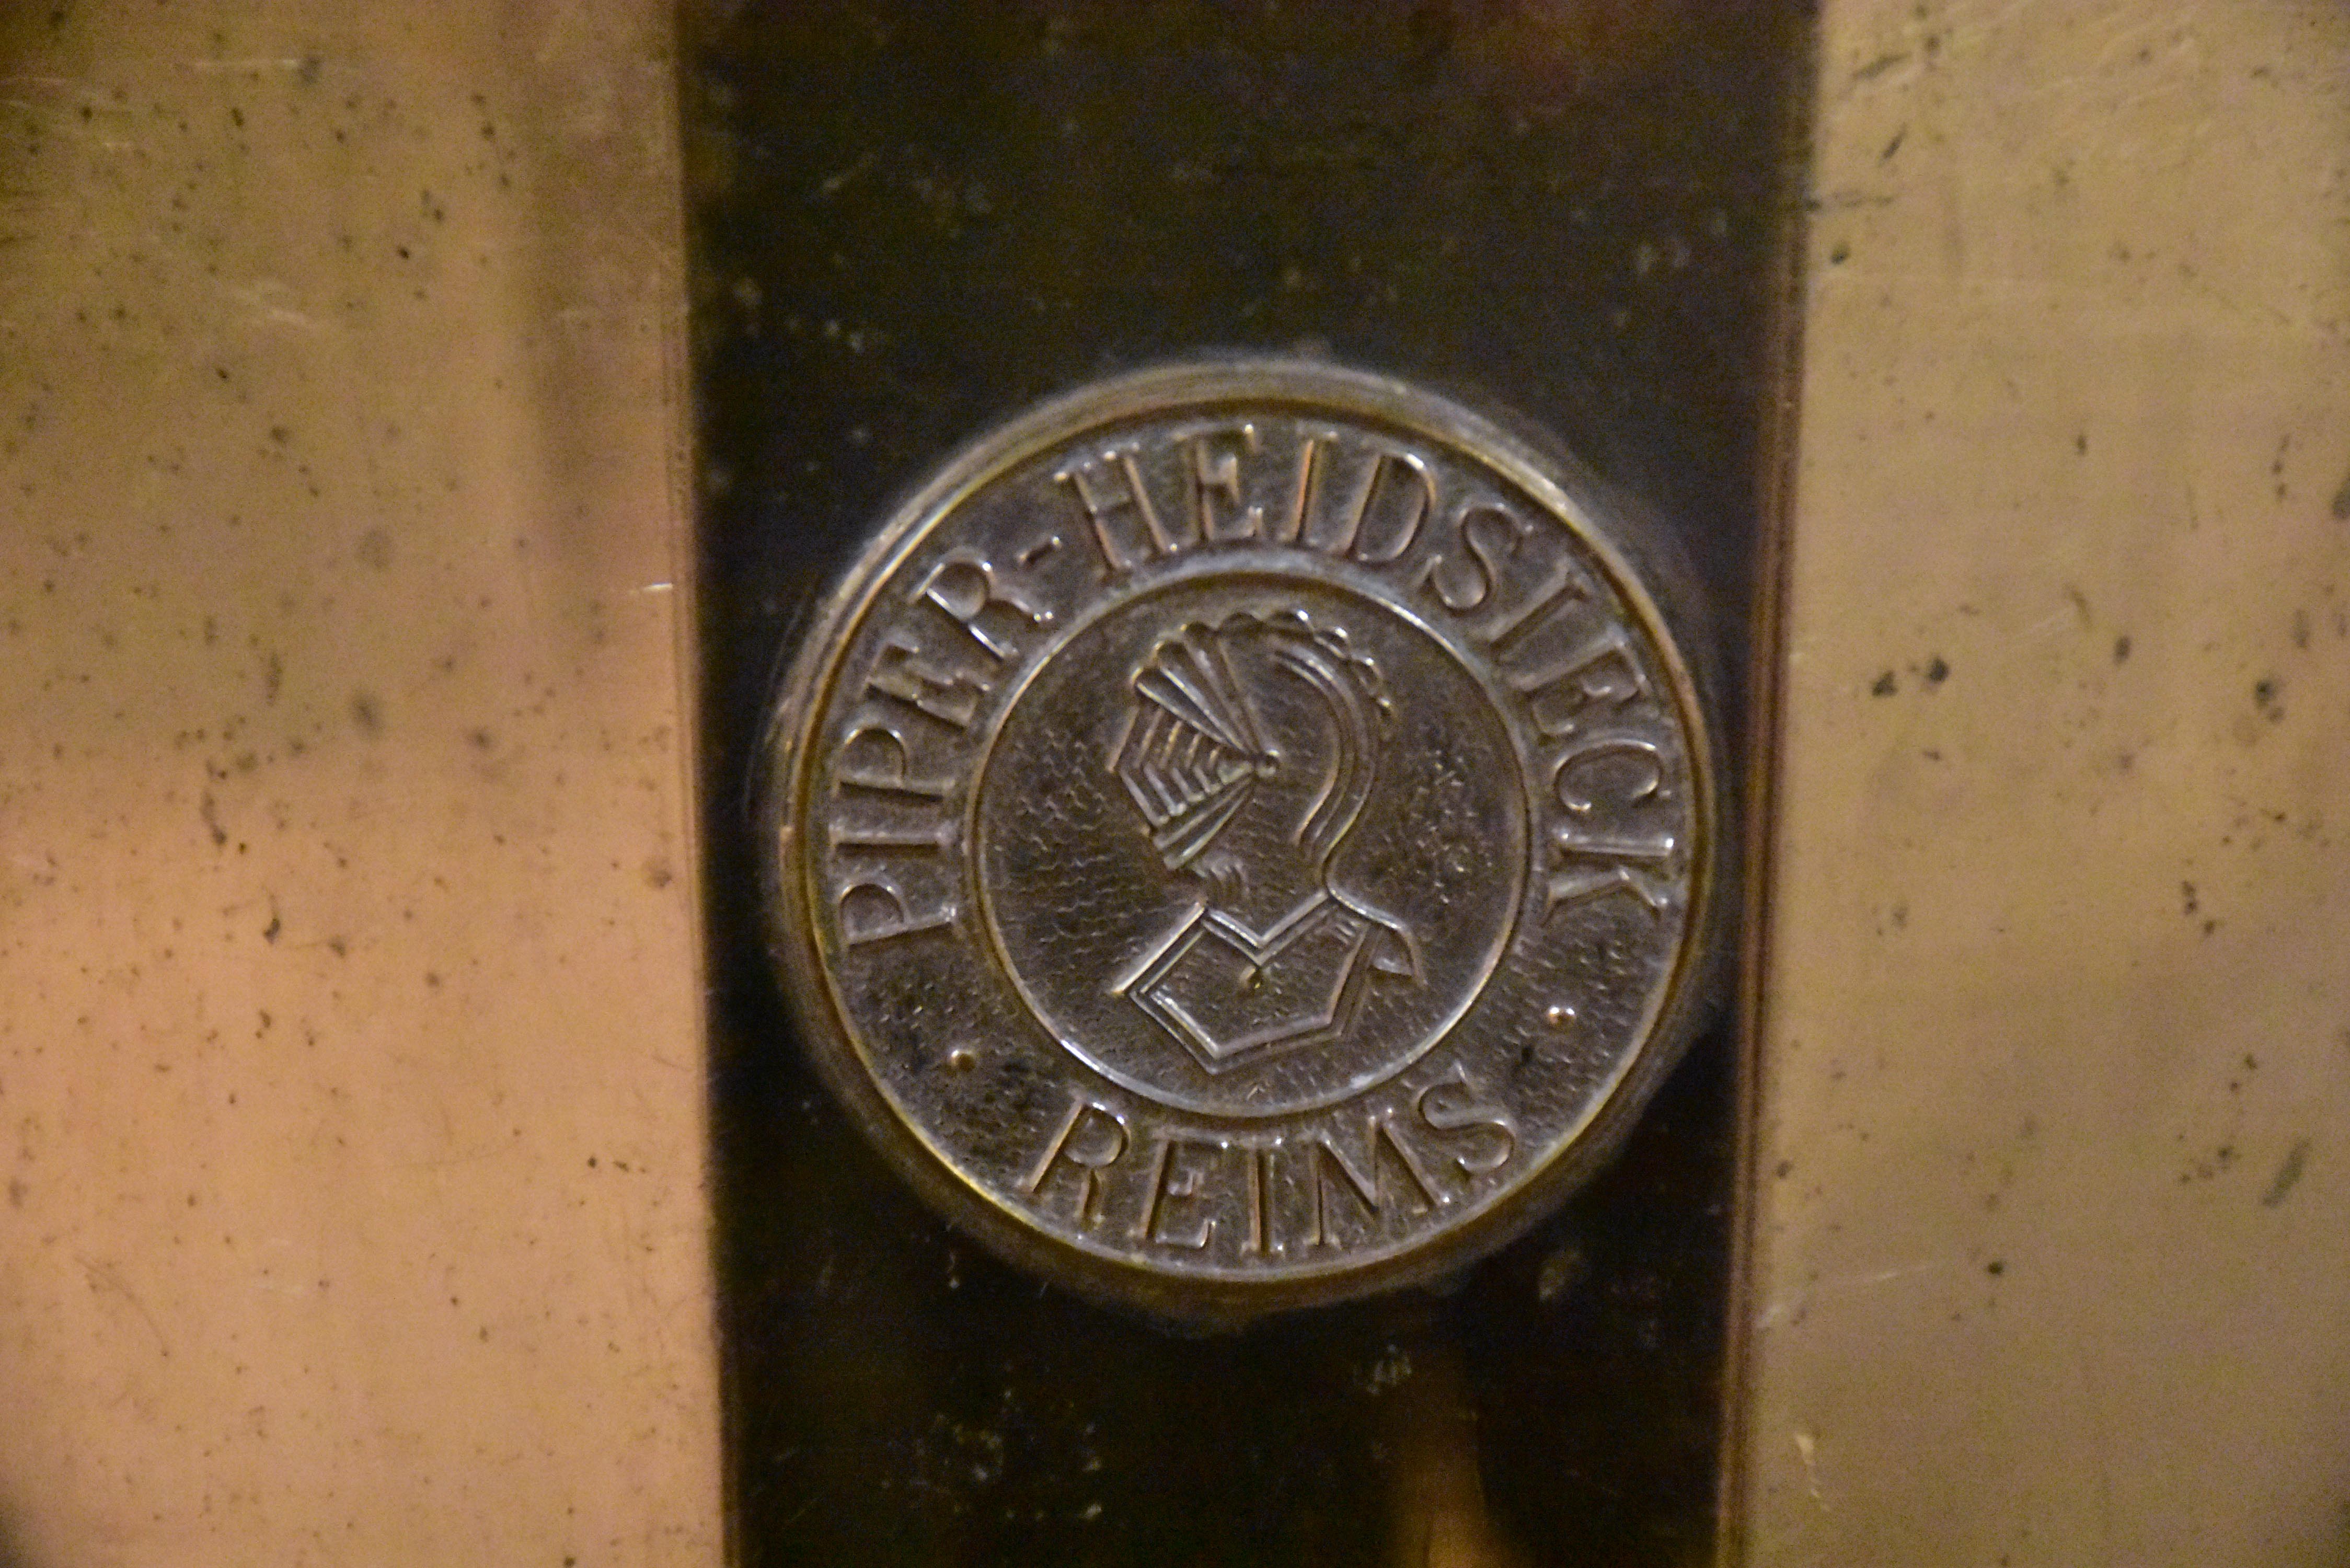 PIPER-HEIDSIECK
· REIMS ·